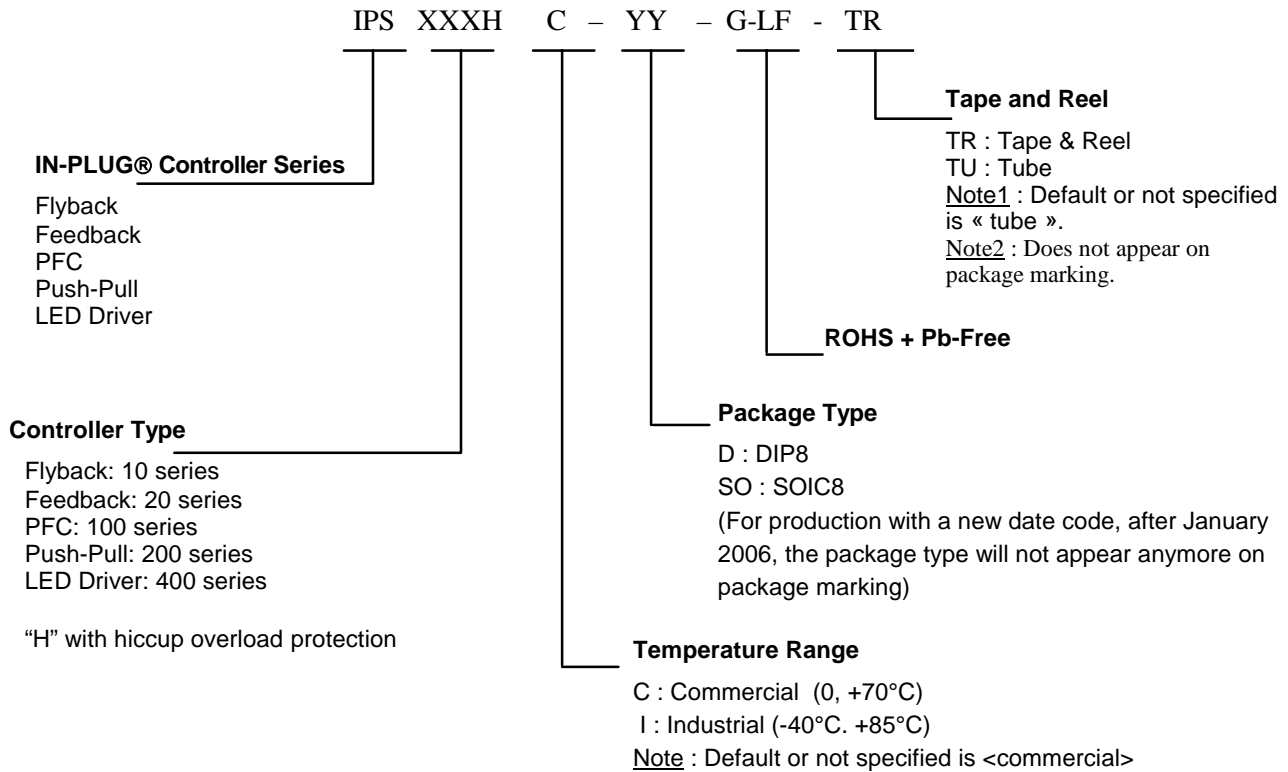 IPS XXXH C – YY – G-LF - TR
Tape and Reel
TR : Tape & Reel
TU : Tube
Note1 : Default or not specified
is « tube ».
Note2 : Does not appear on
package marking.
IN-PLUG® Controller Series
Flyback
Feedback
PFC
Push-Pull
LED Driver
ROHS + Pb-Free
Controller Type
Flyback: 10 series
Feedback: 20 series
PFC: 100 series
Push-Pull: 200 series
LED Driver: 400 series
“H” with hiccup overload protection
Package Type
D : DIP8
SO : SOIC8
(For production with a new date code, after January
2006, the package type will not appear anymore on
package marking)
Temperature Range
C : Commercial (0, +70°C)
I : Industrial (-40°C. +85°C)
Note : Default or not specified is <commercial>